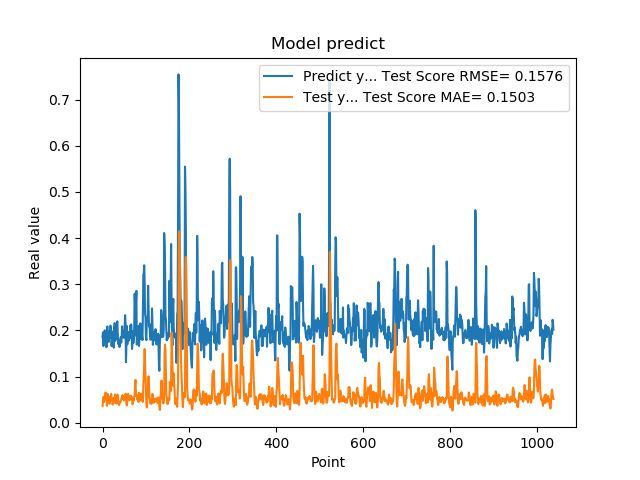 Model predict
Predict y... Test Score RMSE= 0.1576
Test y... Test Score MAE= 0.1503
0.7
0.6
0.5
0.4
0.3
0.2
0.1
0.0
Real value
0 200 400 600 800 1000
Point